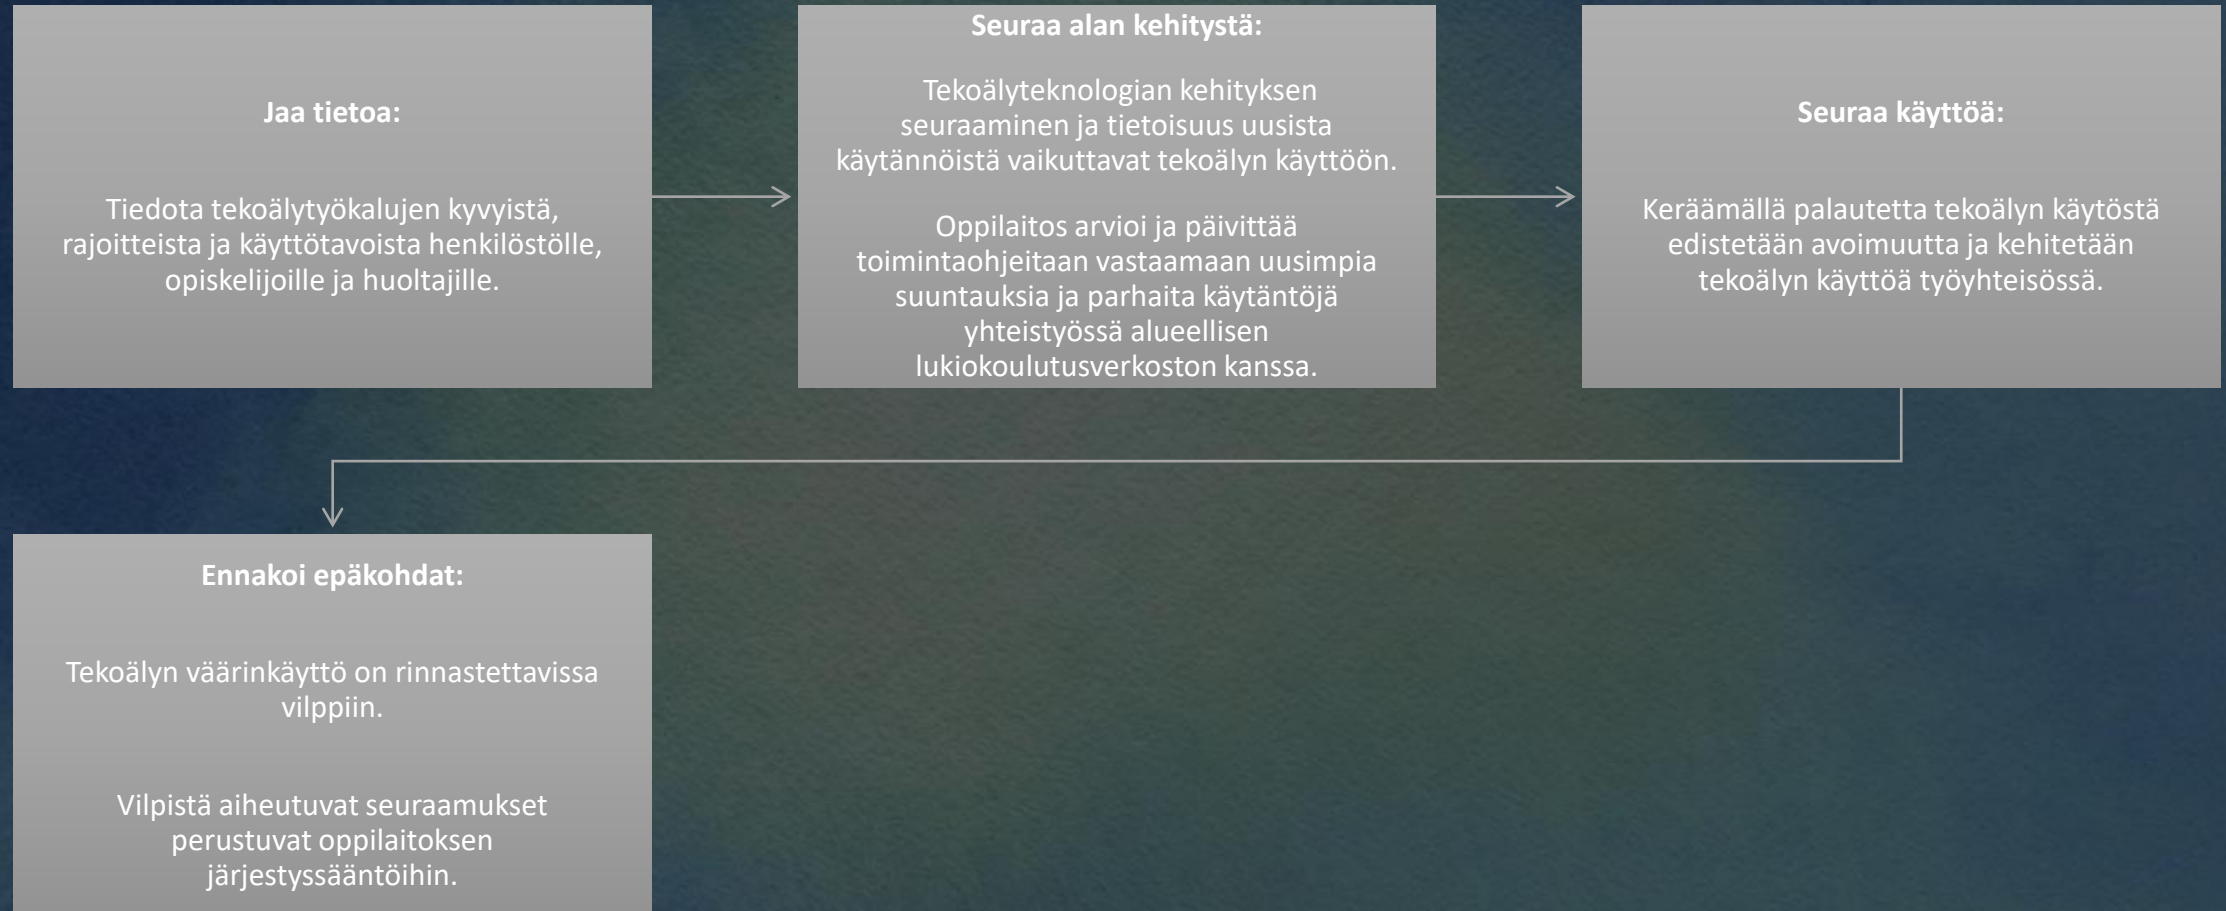 Jaa tietoa:
Tiedota tekoälytyökalujen kyvyistä,
rajoitteista ja käyttötavoista henkilöstölle,
opiskelijoille ja huoltajille.
Seuraa alan kehitystä:
Tekoälyteknologian kehityksen
seuraaminen ja tietoisuus uusista
käytännöistä vaikuttavat tekoälyn käyttöön.
Oppilaitos arvioi ja päivittää
toimintaohjeitaan vastaamaan uusimpia
suuntauksia ja parhaita käytäntöjä
yhteistyössä alueellisen
lukiokoulutusverkoston kanssa.
Seuraa käyttöä:
Keräämällä palautetta tekoälyn käytöstä
edistetään avoimuutta ja kehitetään
tekoälyn käyttöä työyhteisössä.
Ennakoi epäkohdat:
Tekoälyn väärinkäyttö on rinnastettavissa
vilppiin.
Vilpistä aiheutuvat seuraamukset
perustuvat oppilaitoksen
järjestyssääntöihin.